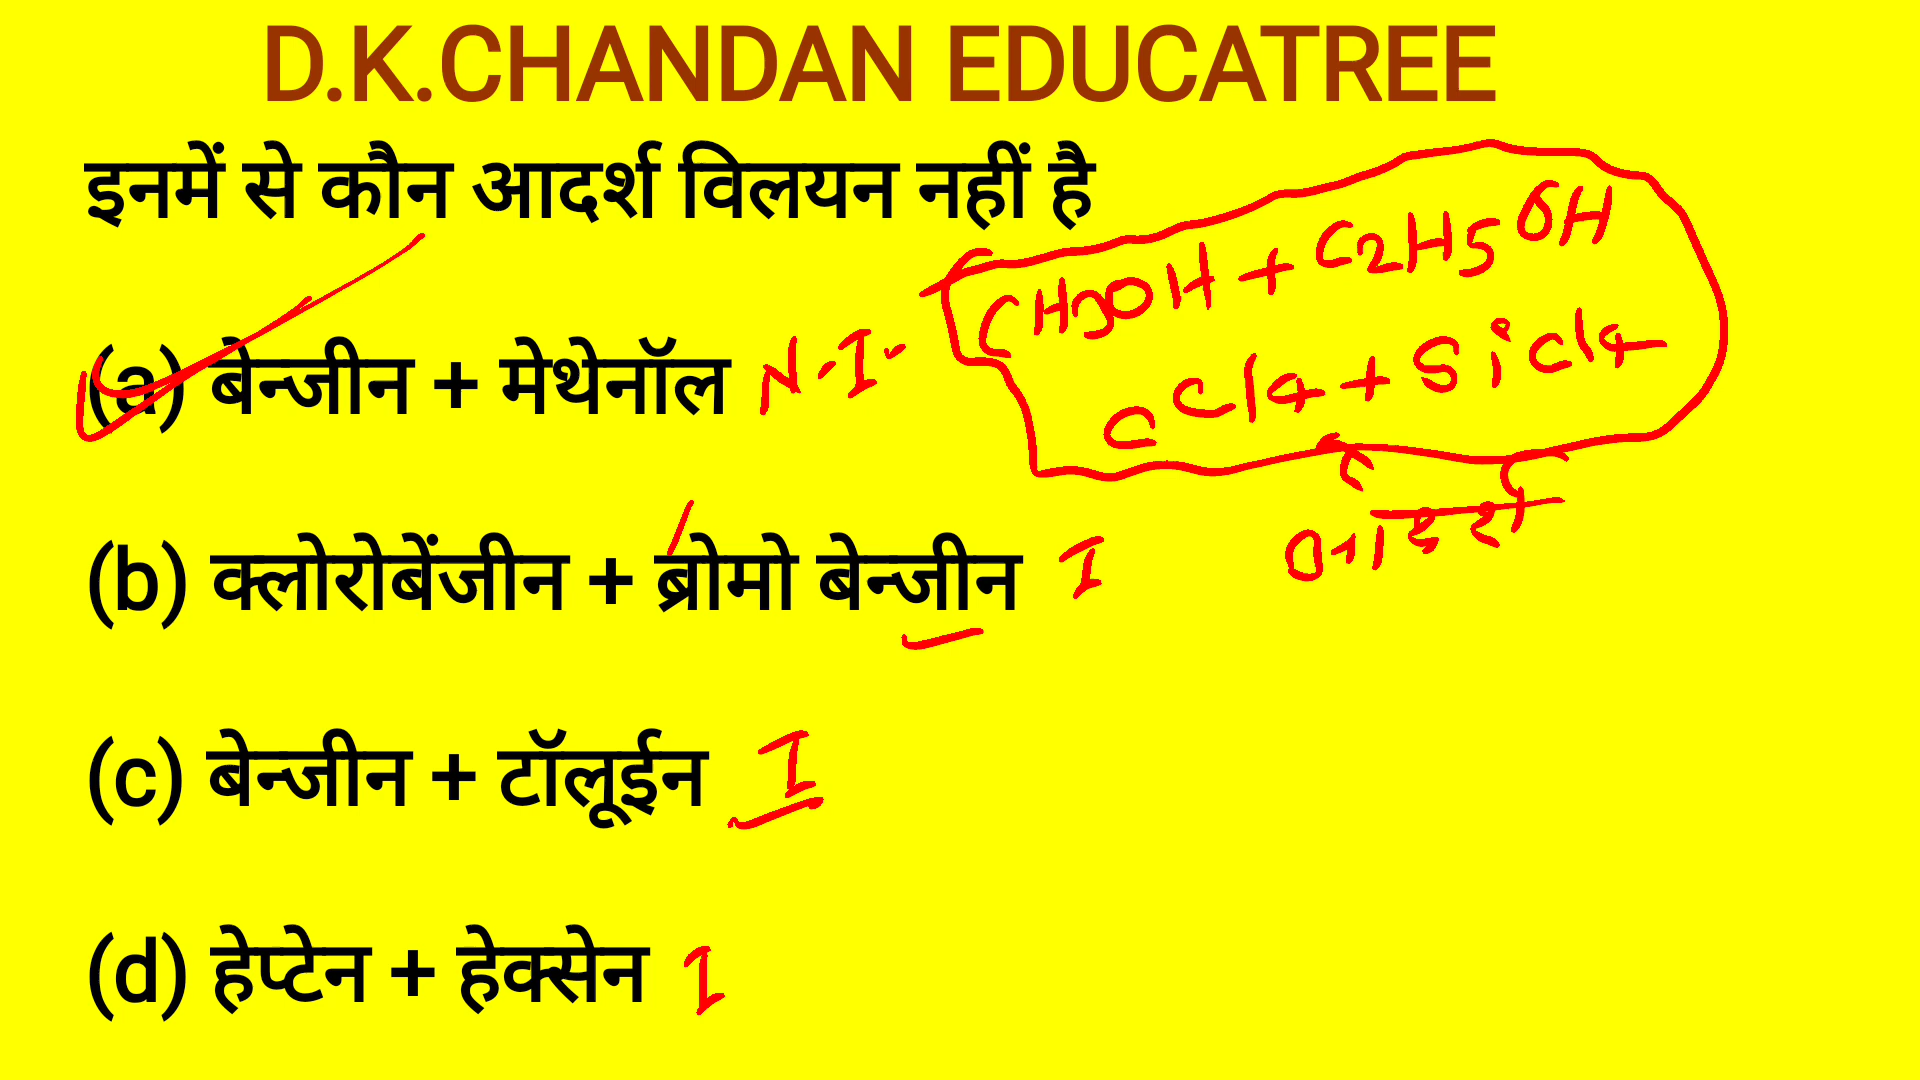 D.K.CHANDAN EDUCATREE
इनमें से कौन आदर्श विलयन नहीं है
CH3OH + C2H5OH
(a) बेन्जीन + मेथेनॉल N.I.
CCl4 + SiCl4
आदर्श
(b) क्लोरोबेंजीन + ब्रोमो बेन्जीन I
(c) बेन्जीन + टॉलूईन I
(d) हेप्टेन + हेक्सेन I